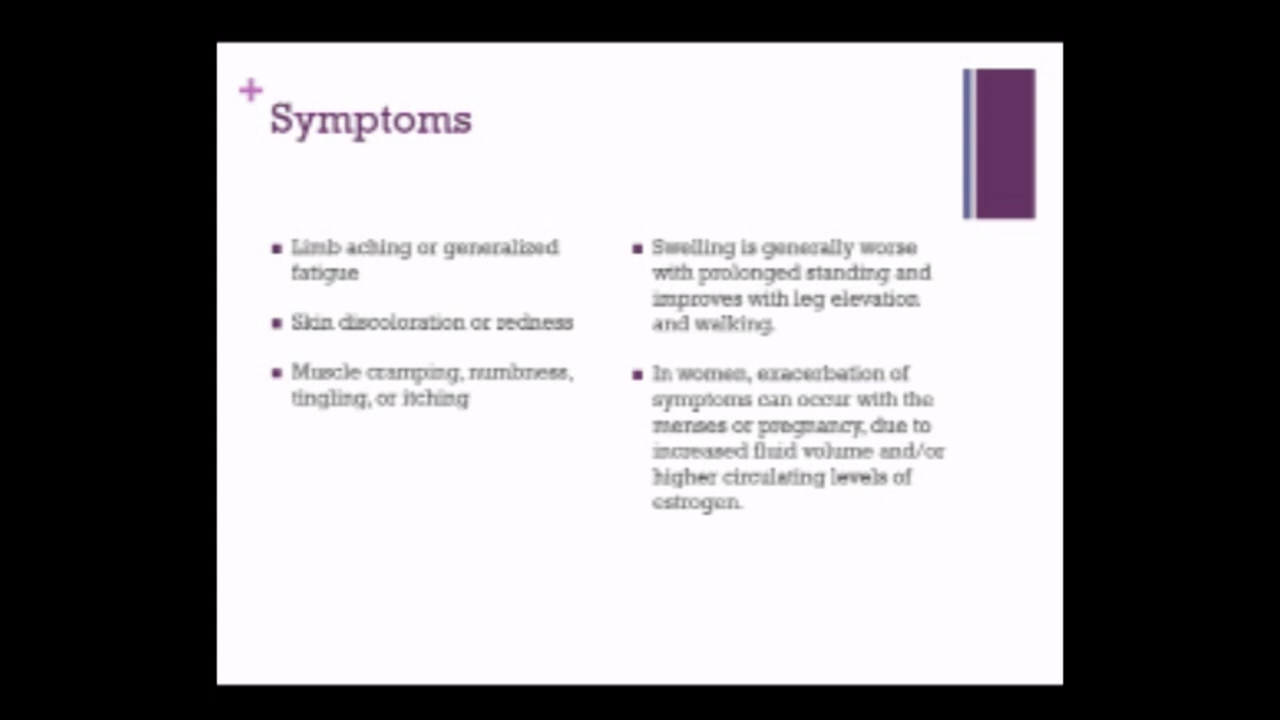 +
Symptoms
Limb aching or generalized
fatigue
Skin discoloration or redness
Muscle cramping, numbness,
tingling, or itching
Swelling is generally worse
with prolonged standing and
improves with leg elevation
and walking.
In women, exacerbation of
symptoms can occur with the
menses or pregnancy, due to
increased fluid volume and/or
higher circulating levels of
estrogen.